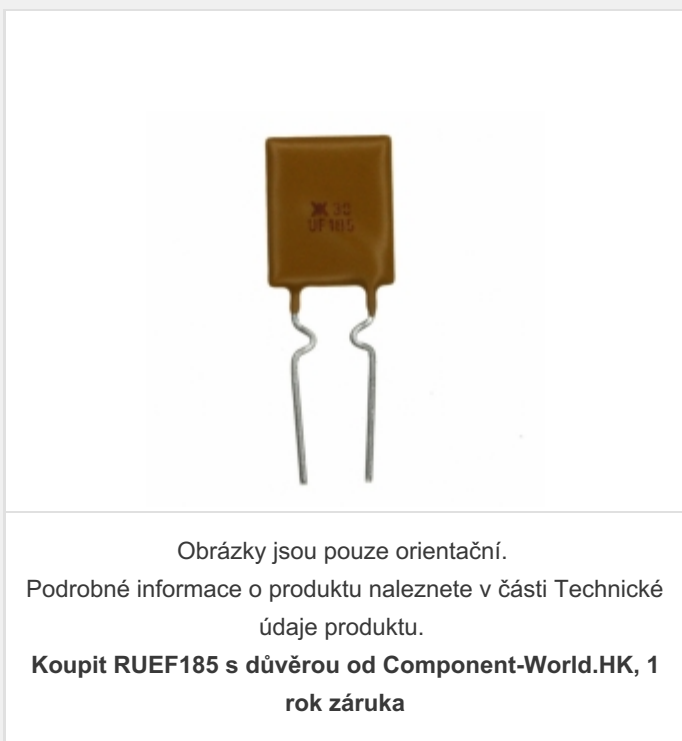 30
UF185
Obrázky jsou pouze orientační.
Podrobné informace o produktu naleznete v části Technické
údaje produktu.
Koupit RUEF185 s důvěrou od Component-World.HK, 1
rok záruka